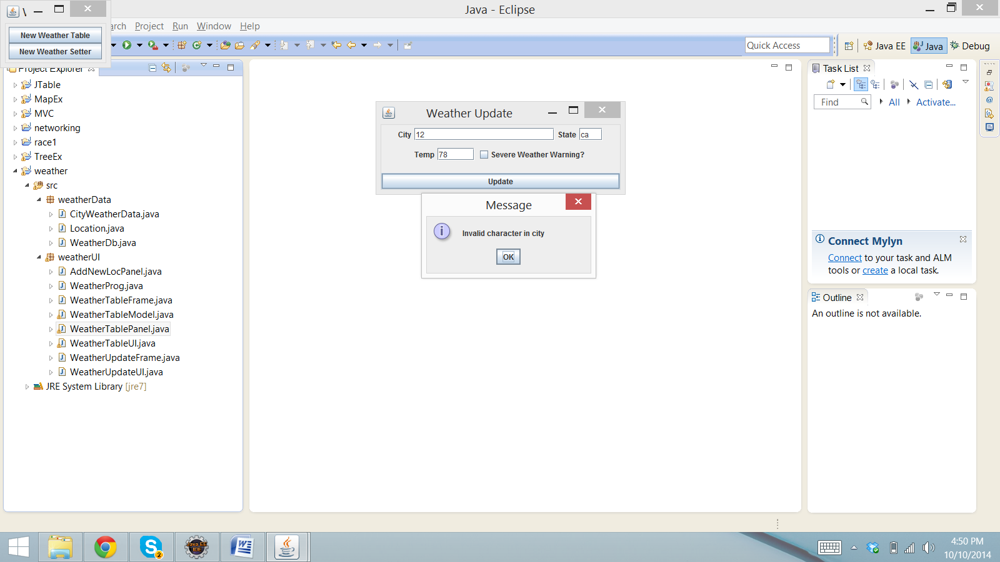 \
Java - Eclipse
New Weather Table
New Weather Setter
arch Project Run Window Help
Quick Access
Java EE
Java
Debug
Project Explorer
JTable
MapEx
MVC
networking
race1
TreeEx
weather
src
weatherData
CityWeatherData.java
Location.java
WeatherDb.java
weatherUI
AddNewLocPanel.java
WeatherProg.java
WeatherTableFrame.java
WeatherTableModel.java
WeatherTablePanel.java
WeatherTableUI.java
WeatherUpdateFrame.java
WeatherUpdateUI.java
JRE System Library [jre7]
Weather Update
City 12 State ca
Temp 78 Severe Weather Warning?
Update
Message
Invalid character in city
OK
Task List
Find All Activate...
Connect Mylyn
Connect to your task and ALM
tools or create a local task.
Outline
An outline is not available.
2
Java EE
IDE
4:50 PM
10/10/2014